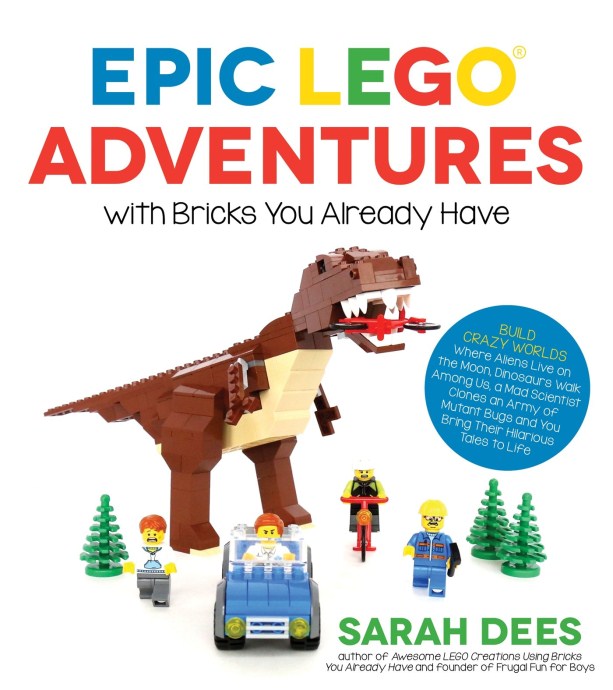 EPIC LEGO®
ADVENTURES
with Bricks You Already Have
BUILD
CRAZY WORLDS
Where Aliens Live on
the Moon, Dinosaurs Walk
Among Us, a Mad Scientist
Clones an Army of
Mutant Bugs and You
Bring Their Hilarious
Tales to Life
SARAH DEES
author of Awesome LEGO Creations Using Bricks
You Already Have and founder of Frugal Fun for Boys